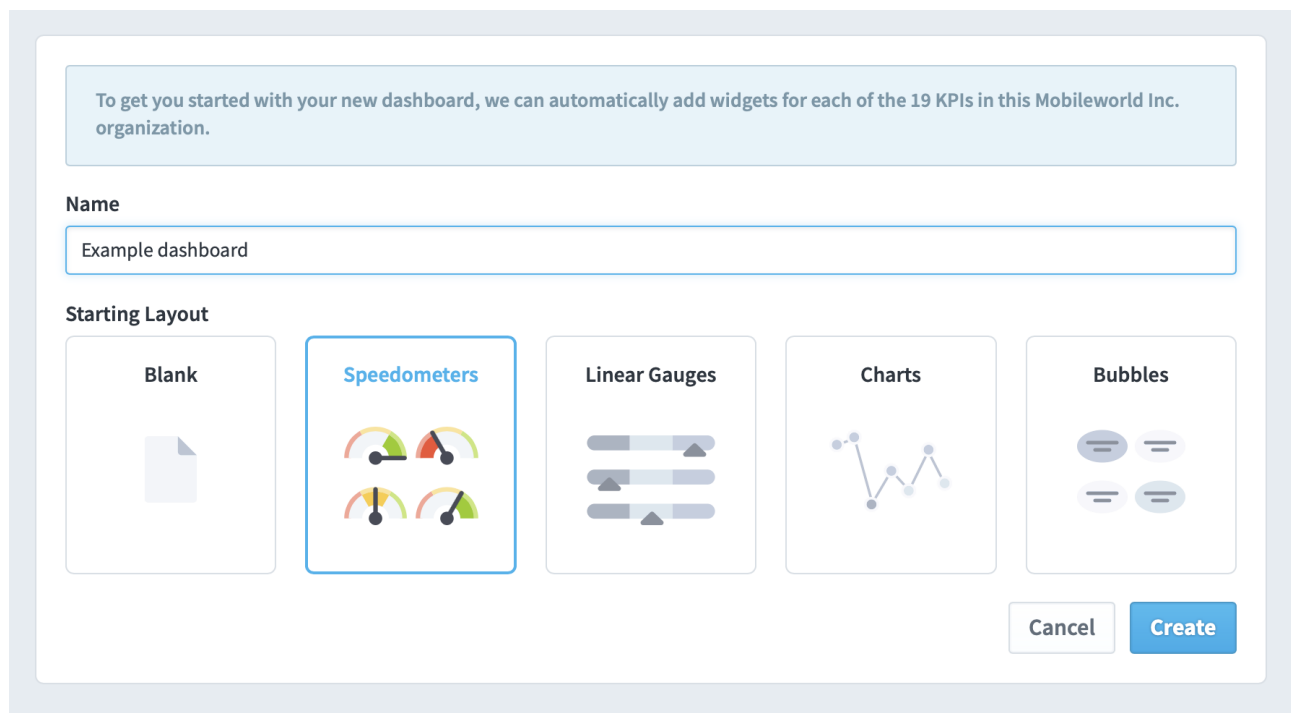 To get you started with your new dashboard, we can automatically add widgets for each of the 19 KPIs in this Mobileworld Inc.
organization.
Name
Example dashboard
Starting Layout
Blank
Speedometers
Linear Gauges
Charts
Bubbles
Cancel
Create